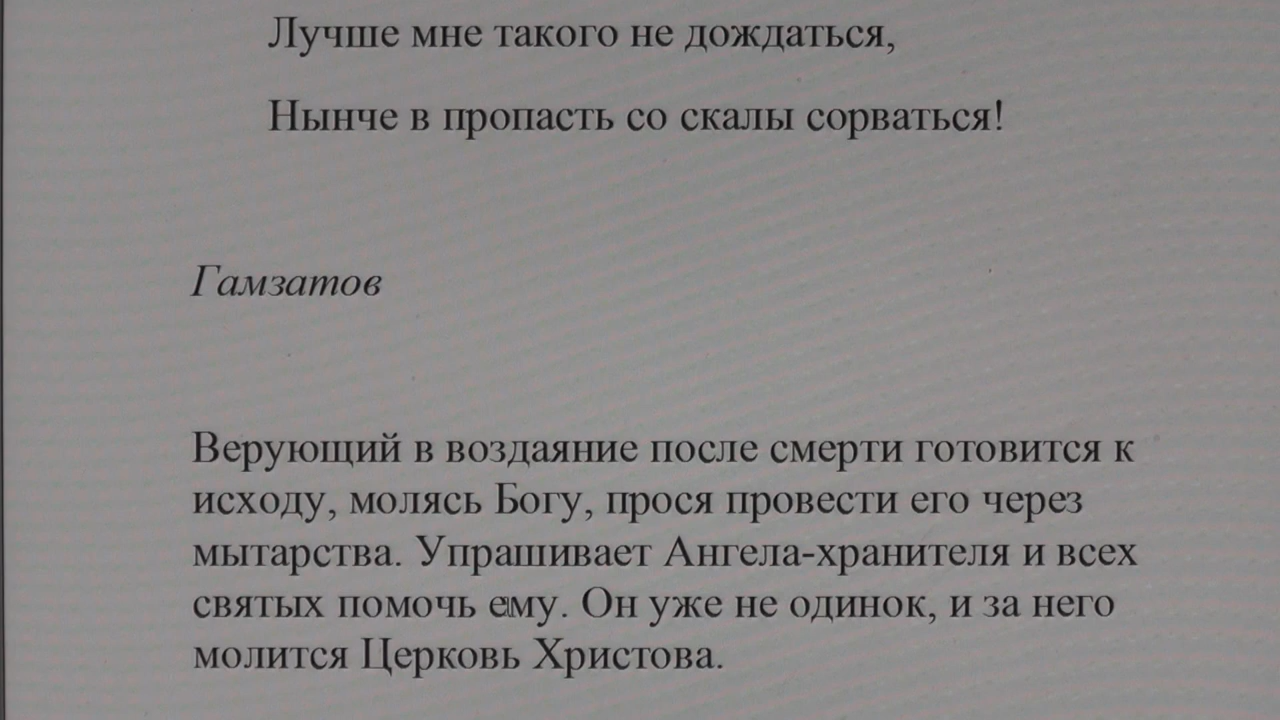 Лучше мне такого не дождаться,
Нынче в пропасть со скалы сорваться!
Гамзатов
Верующий в воздаяние после смерти готовится к
исходу, молясь Богу, прося провести его через
мытарства. Упрашивает Ангела-хранителя и всех
святых помочь ему. Он уже не одинок, и за него
молится Церковь Христова.